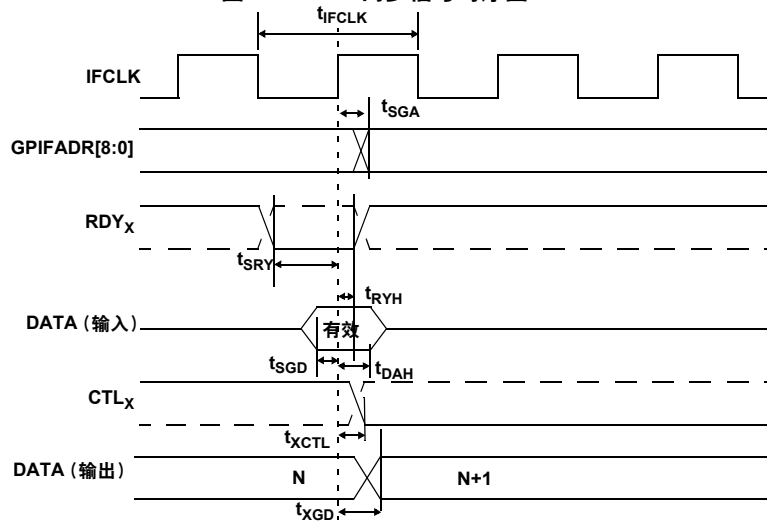 tIFCLK
IFCLK
tSGA
GPIFADR[8:0]
RDYX
tSRY
tRYH
DATA (输入)
有效
tSGD
tDAH
CTLX
tXCTL
DATA (输出)
N
N+1
tXGD